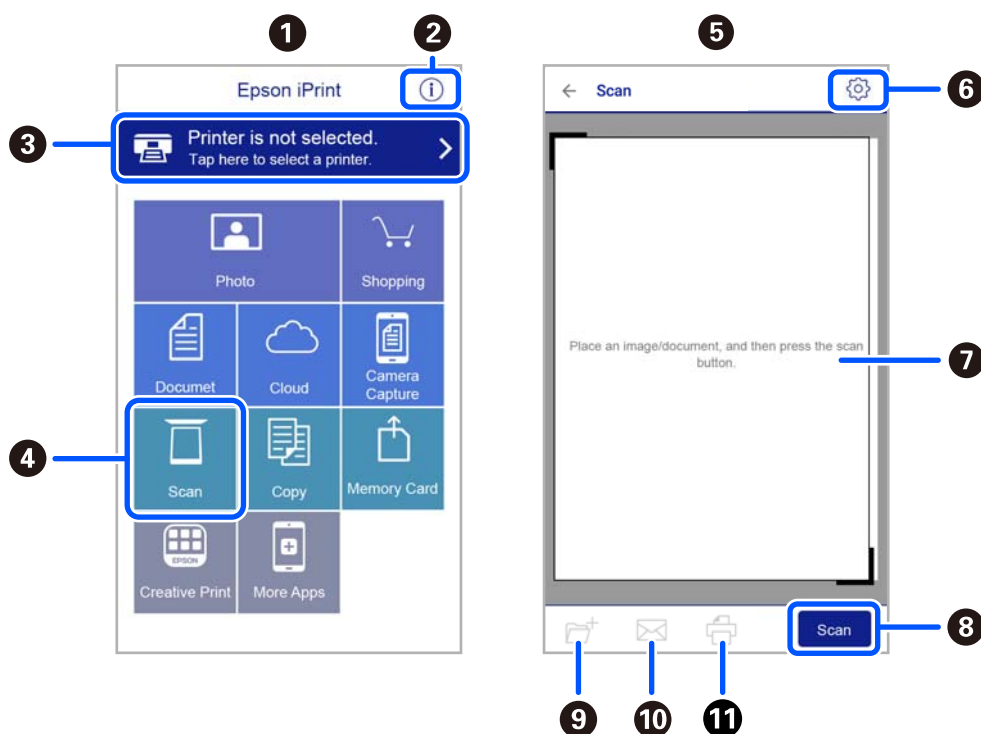 1
2
5
Epson iPrint
i
Scan
6
3
Printer is not selected.
Tap here to select a printer.
Photo
Shopping
Place an image/document, and then press the scan
button.
7
Documet
Cloud
Camera
Capture
4
Scan
Copy
Memory Card
EPSON
Creative Print
More Apps
Scan
8
9
10
11